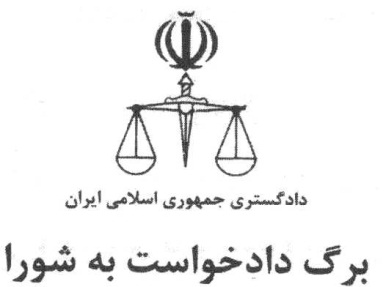 دادگستری جمهوری اسلامی ایران
برگ دادخواست به شورا